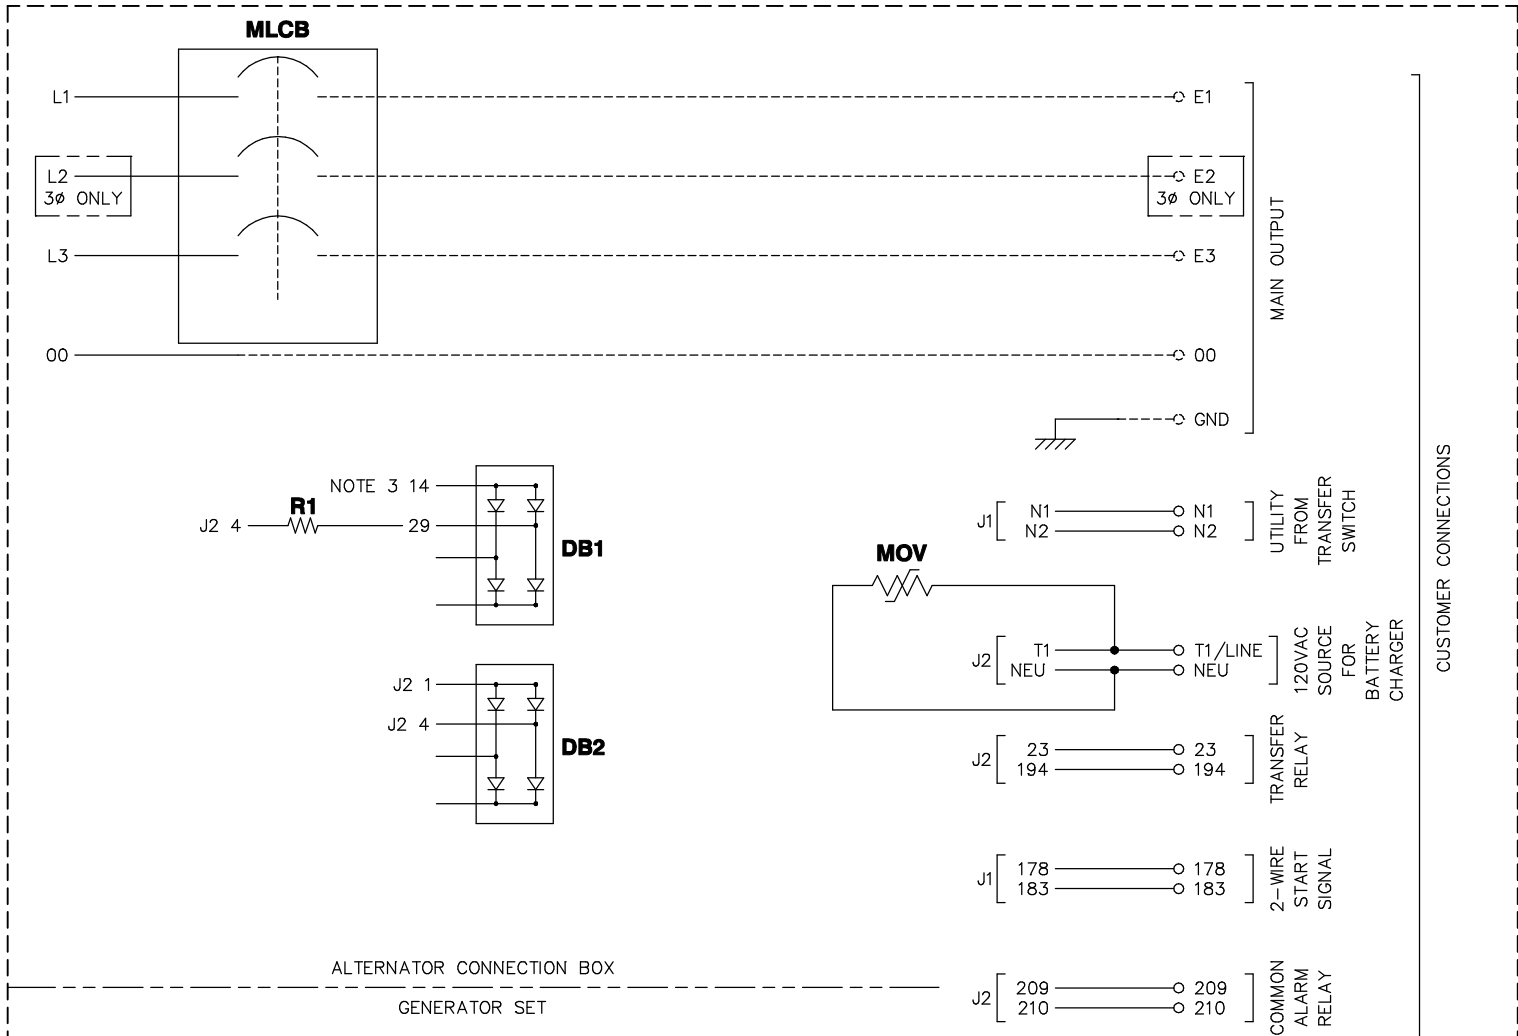 MLCB
L1
E1
L2
3ø ONLY
E2
3ø ONLY
L3
E3
00
00
GND
MAIN OUTPUT
NOTE 3 14
R1
J2 4
29
DB1
J1
N1
N2
N1
N2
UTILITY
FROM
TRANSFER
SWITCH
MOV
J2
T1
NEU
T1/LINE
NEU
120VAC
SOURCE
FOR
BATTERY
CHARGER
J2 1
J2 4
DB2
J2
23
194
23
194
TRANSFER
RELAY
J1
178
183
178
183
2-WIRE
START
SIGNAL
J2
209
210
209
210
COMMON
ALARM
RELAY
CUSTOMER CONNECTIONS
ALTERNATOR CONNECTION BOX
GENERATOR SET